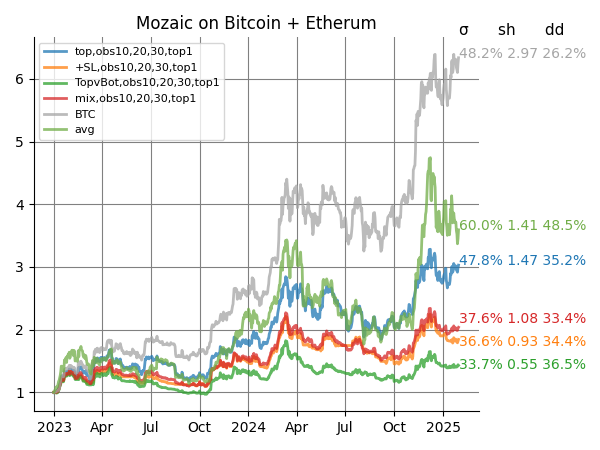 Mozaic on Bitcoin + Etherum
σ sh dd
top,obs10,20,30,top1
+SL,obs10,20,30,top1
TopvBot,obs10,20,30,top1
mix,obs10,20,30,top1
BTC
avg
48.2% 2.97 26.2%
60.0% 1.41 48.5%
47.8% 1.47 35.2%
37.6% 1.08 33.4%
36.6% 0.93 34.4%
33.7% 0.55 36.5%
6
5
4
3
2
1
2023 Apr Jul Oct 2024 Apr Jul Oct 2025